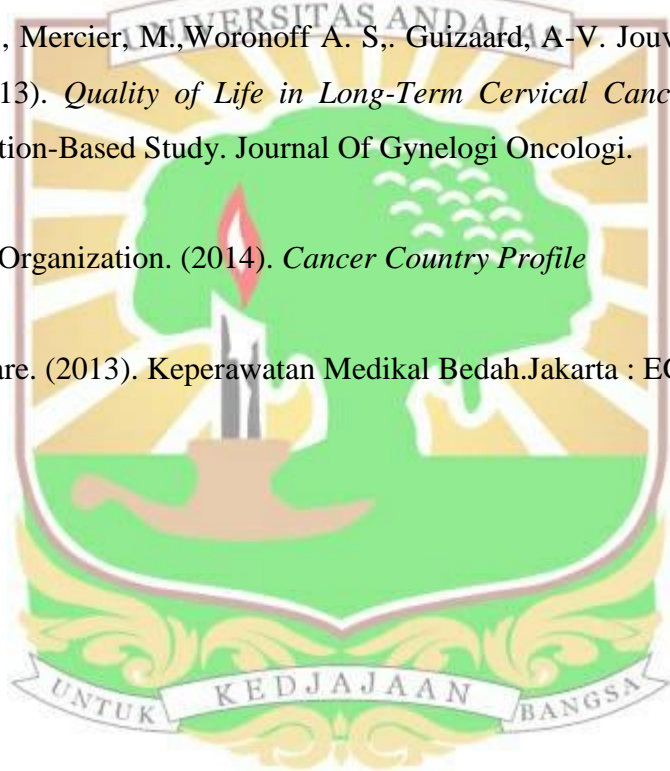 UNIVERSITAS ANDALAS
, Mercier, M.,Woronoff A. S,. Guizaard, A-V. Jouv
13). Quality of Life in Long-Term Cervical Canc
tion-Based Study. Journal Of Gynelogi Oncologi.
Organization. (2014). Cancer Country Profile
are. (2013). Keperawatan Medikal Bedah.Jakarta : EG
UNTUK KEDJAJAAN BANGSA